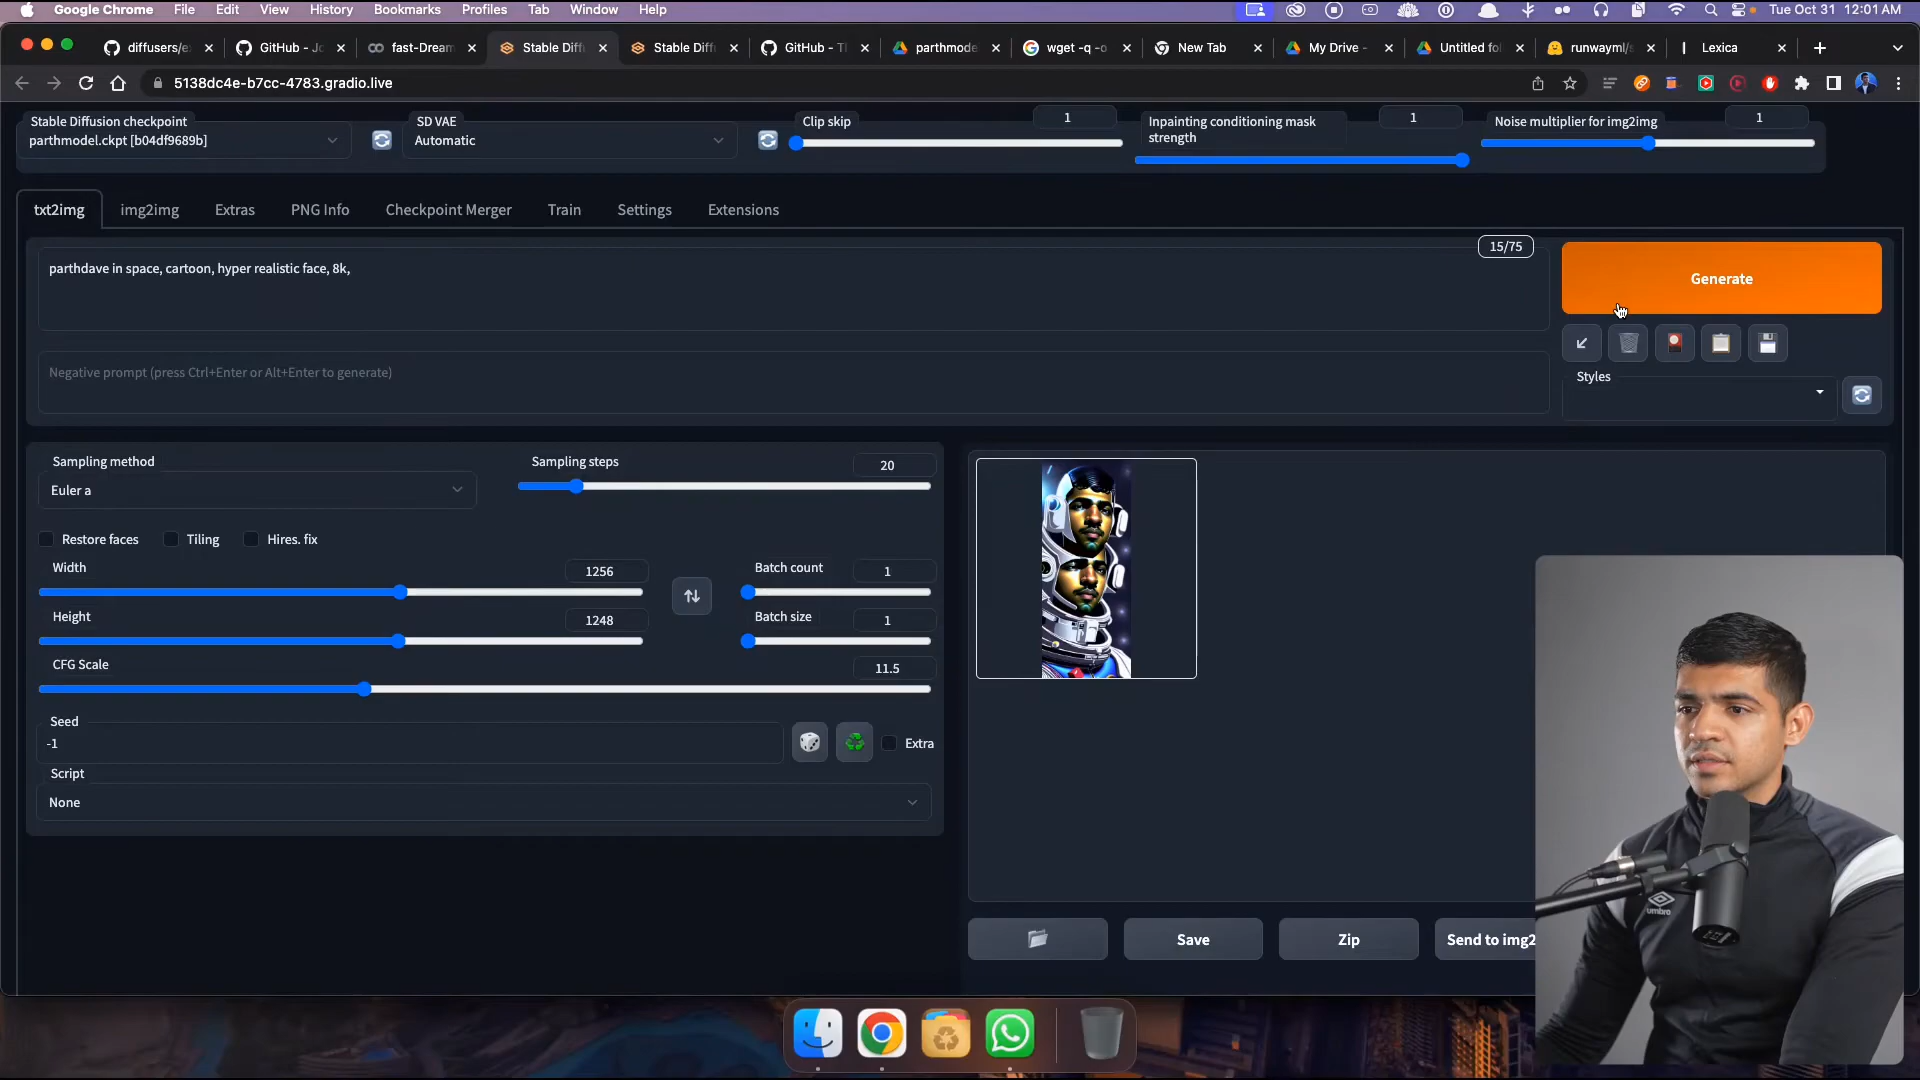 Google Chrome File Edit View History Bookmarks Profiles Tab Window Help Tue Oct 31 12:01 AM
diffusers/e GitHub - Jo fast-Dream Stable Diff Stable Diff GitHub - Tl parthmode wget -q -o New Tab My Drive - Untitled fol runwayml/s Lexica
5138dc4e-b7cc-4783.gradio.live
Stable Diffusion checkpoint
parthmodel.ckpt [b04df9689b]
SD VAE
Automatic
Clip skip
1
Inpainting conditioning mask
strength
1
Noise multiplier for img2img
1
txt2img img2img Extras PNG Info Checkpoint Merger Train Settings Extensions
15/75
parthdave in space, cartoon, hyper realistic face, 8k,
Generate
Negative prompt (press Ctrl+Enter or Alt+Enter to generate)
Styles
Sampling method
Euler a
Sampling steps
20
Restore faces Tiling Hires. fix
Width
1256
Height
1248
Batch count
1
Batch size
1
CFG Scale
11.5
Seed
-1
Extra
Script
None
Save Zip Send to img2
umbro